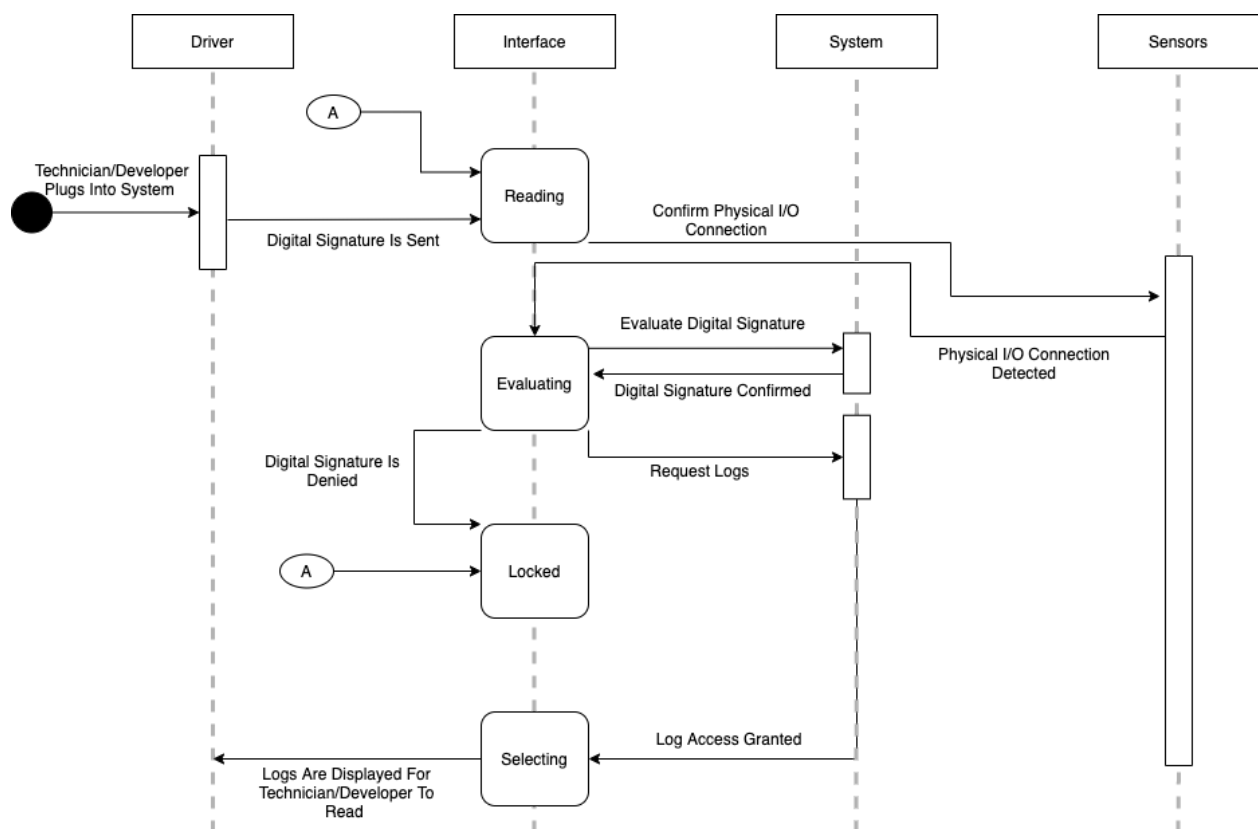 Driver
Interface
System
Sensors
A
Technician/Developer
Plugs Into System
Reading
Digital Signature Is Sent
Confirm Physical I/O
Connection
Evaluate Digital Signature
Physical I/O Connection
Detected
Evaluating
Digital Signature Confirmed
Digital Signature Is
Denied
Request Logs
Locked
A
Log Access Granted
Selecting
Logs Are Displayed For
Technician/Developer To
Read